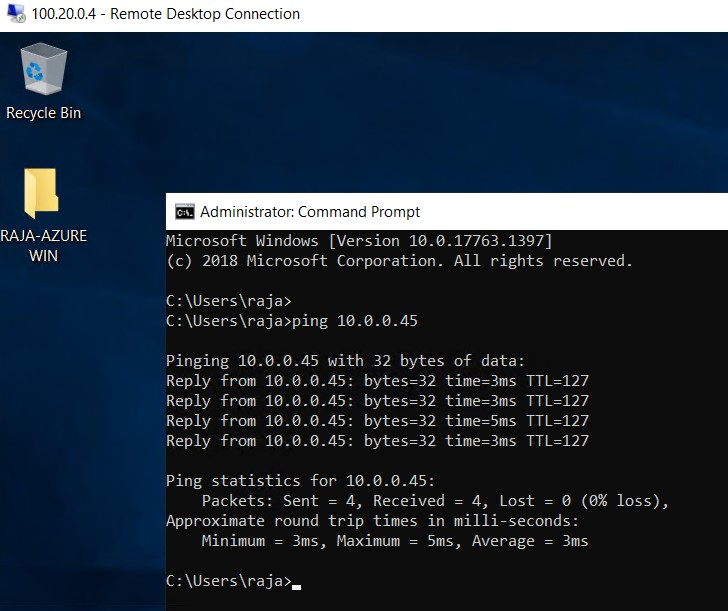 100.20.0.4 - Remote Desktop Connection
Recycle Bin
RAJA-AZURE
WIN
Administrator: Command Prompt
Microsoft Windows [Version 10.0.17763.1397]
(c) 2018 Microsoft Corporation. All rights reserved.
C:\Users\raja>
C:\Users\raja>ping 10.0.0.45
Pinging 10.0.0.45 with 32 bytes of data:
Reply from 10.0.0.45: bytes=32 time=3ms TTL=127
Reply from 10.0.0.45: bytes=32 time=3ms TTL=127
Reply from 10.0.0.45: bytes=32 time=5ms TTL=127
Reply from 10.0.0.45: bytes=32 time=3ms TTL=127
Ping statistics for 10.0.0.45:
    Packets: Sent = 4, Received = 4, Lost = 0 (0% loss),
Approximate round trip times in milli-seconds:
    Minimum = 3ms, Maximum = 5ms, Average = 3ms
C:\Users\raja>